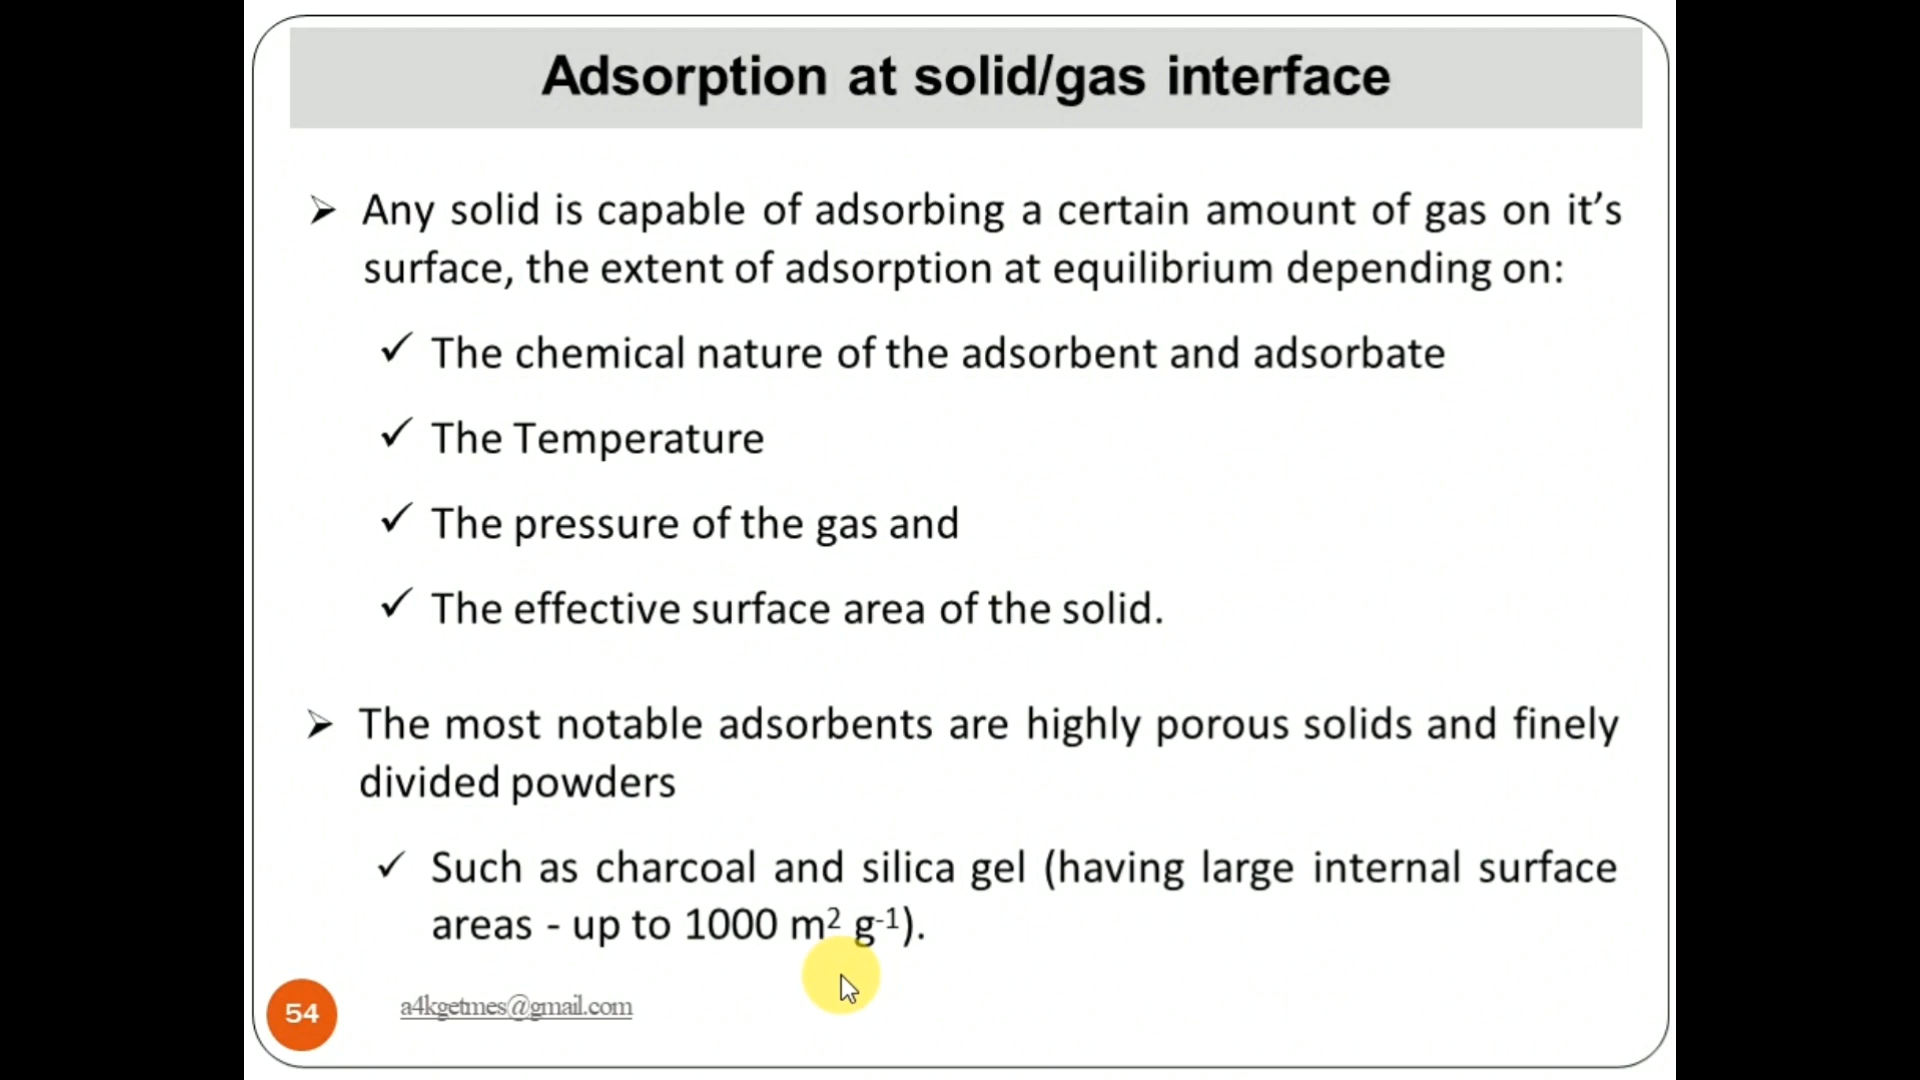 Adsorption at solid/gas interface
➢ Any solid is capable of adsorbing a certain amount of gas on it’s
surface, the extent of adsorption at equilibrium depending on:
✓ The chemical nature of the adsorbent and adsorbate
✓ The Temperature
✓ The pressure of the gas and
✓ The effective surface area of the solid.
➢ The most notable adsorbents are highly porous solids and finely
divided powders
✓ Such as charcoal and silica gel (having large internal surface
areas - up to 1000 m² g⁻¹).
54
a4kgetmes@gmail.com